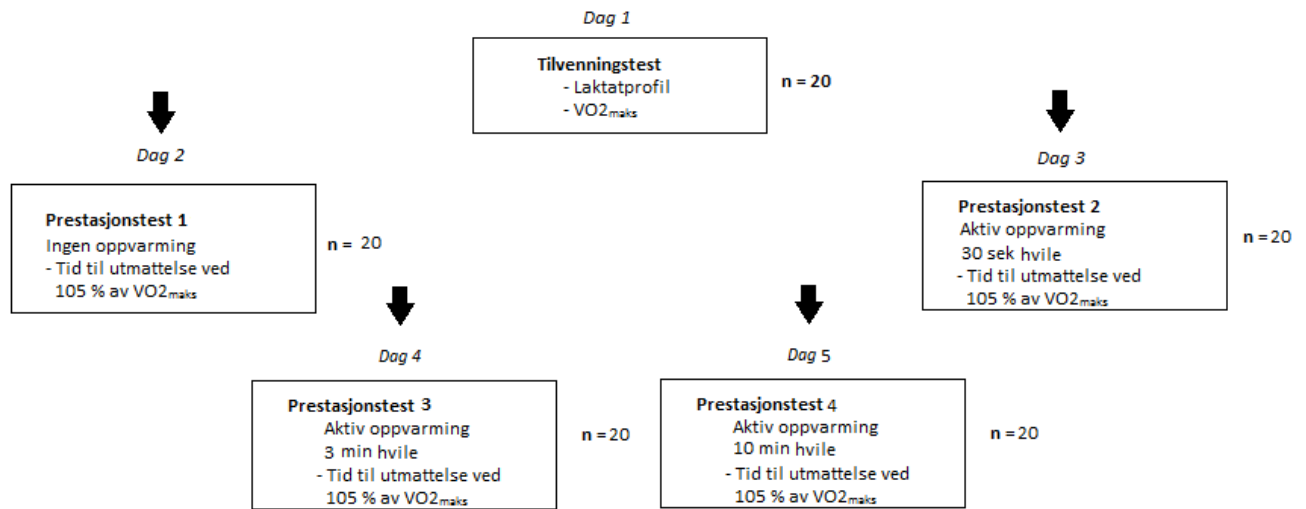 Dag 1
Tilvenningstest
- Laktatprofil
- VO2maks
n = 20
Dag 2
Prestasjonstest 1
Ingen oppvarming
- Tid til utmattelse ved
105 % av VO2maks
n = 20
Dag 3
Prestasjonstest 2
Aktiv oppvarming
30 sek hvile
- Tid til utmattelse ved
105 % av VO2maks
n = 20
Dag 4
Prestasjonstest 3
Aktiv oppvarming
3 min hvile
- Tid til utmattelse ved
105 % av VO2maks
n = 20
Dag 5
Prestasjonstest 4
Aktiv oppvarming
10 min hvile
- Tid til utmattelse ved
105 % av VO2maks
n = 20